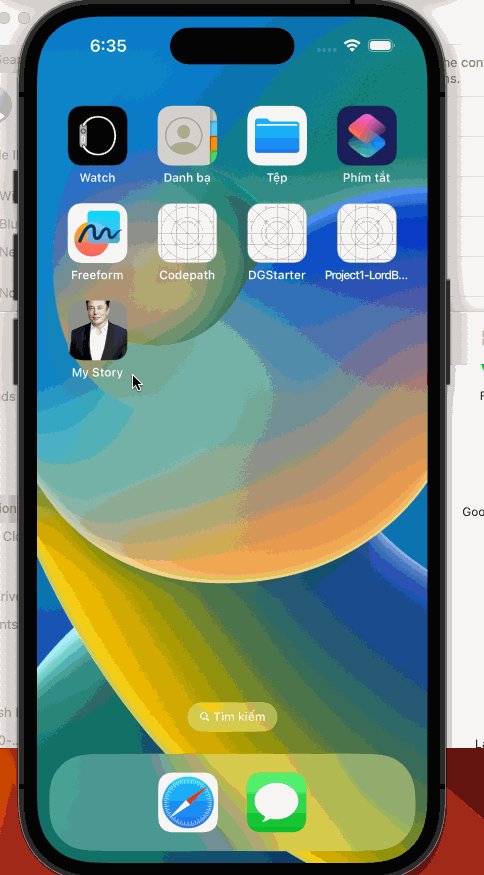 6:35
Watch
Danh bạ
Tệp
Phím tắt
Freeform
Codepath
DGStarter
Project1-LordB...
My Story
Tìm kiếm